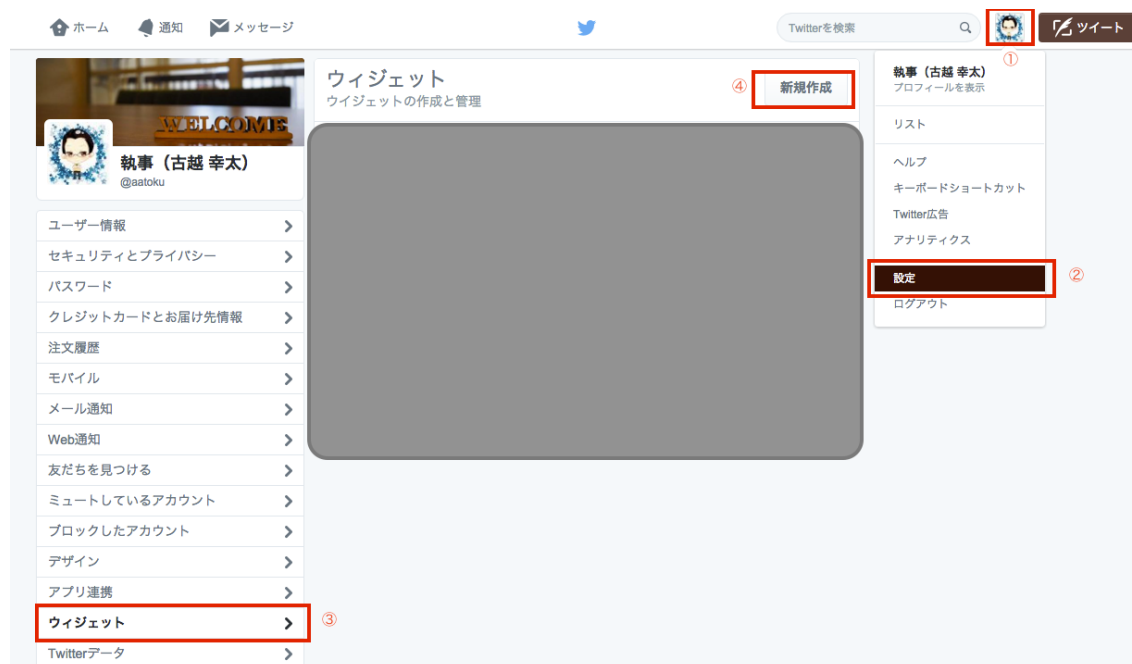 ホーム
通知
メッセージ
Twitterを検索
ツイート
①
WELCOME
執事（古越 幸太）
@aatoku
ユーザー情報
セキュリティとプライバシー
パスワード
クレジットカードとお届け先情報
注文履歴
モバイル
メール通知
Web通知
友だちを見つける
ミュートしているアカウント
ブロックしたアカウント
デザイン
アプリ連携
ウィジェット
③
Twitterデータ
ウィジェット
ウイジェットの作成と管理
④
新規作成
執事（古越 幸太）
プロフィールを表示
リスト
ヘルプ
キーボードショートカット
Twitter広告
アナリティクス
設定
②
ログアウト